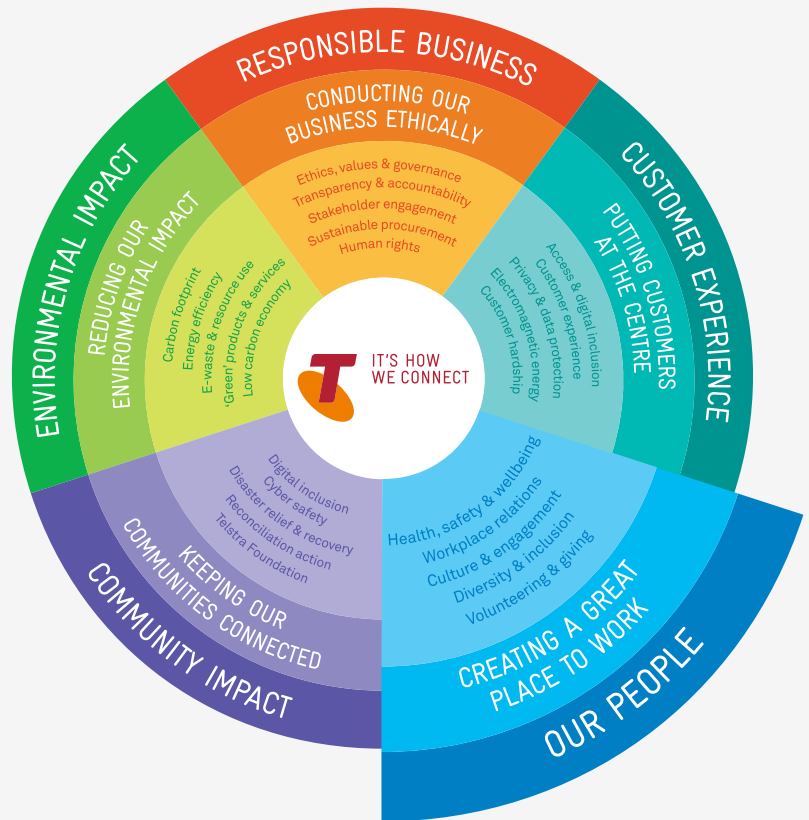 RESPONSIBLE BUSINESS
CONDUCTING OUR
BUSINESS ETHICALLY
Ethics, values & governance
Transparency & accountability
Stakeholder engagement
Sustainable procurement
Human rights
CUSTOMER EXPERIENCE
PUTTING CUSTOMERS
AT THE CENTRE
Access & digital inclusion
Customer experience
Privacy & data protection
Electromagnetic energy
Customer hardship
OUR PEOPLE
CREATING A GREAT
PLACE TO WORK
Health, safety & wellbeing
Workplace relations
Culture & engagement
Diversity & inclusion
Volunteering & giving
COMMUNITY IMPACT
KEEPING OUR
COMMUNITIES CONNECTED
Digital inclusion
Cyber safety
Disaster relief & recovery
Reconciliation action
Telstra Foundation
ENVIRONMENTAL IMPACT
REDUCING OUR
ENVIRONMENTAL IMPACT
Carbon footprint
Energy efficiency
E-waste & resource use
‘Green’ products & services
Low carbon economy
T
IT'S HOW
WE CONNECT